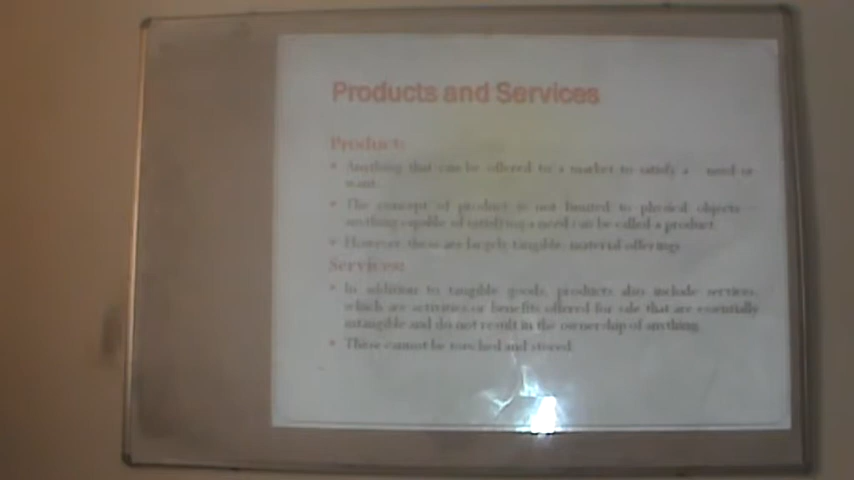 Products and Services
Product:
• Anything that can be offered to a market to satisfy a need or
want.
• The concept of product is not limited to physical objects –
anything capable of satisfying a need can be called a product.
• However, these are largely tangible, material offerings.
Services:
• In addition to tangible goods, products also include services,
which are activities or benefits offered for sale that are essentially
intangible and do not result in the ownership of anything.
• These cannot be touched and stored.